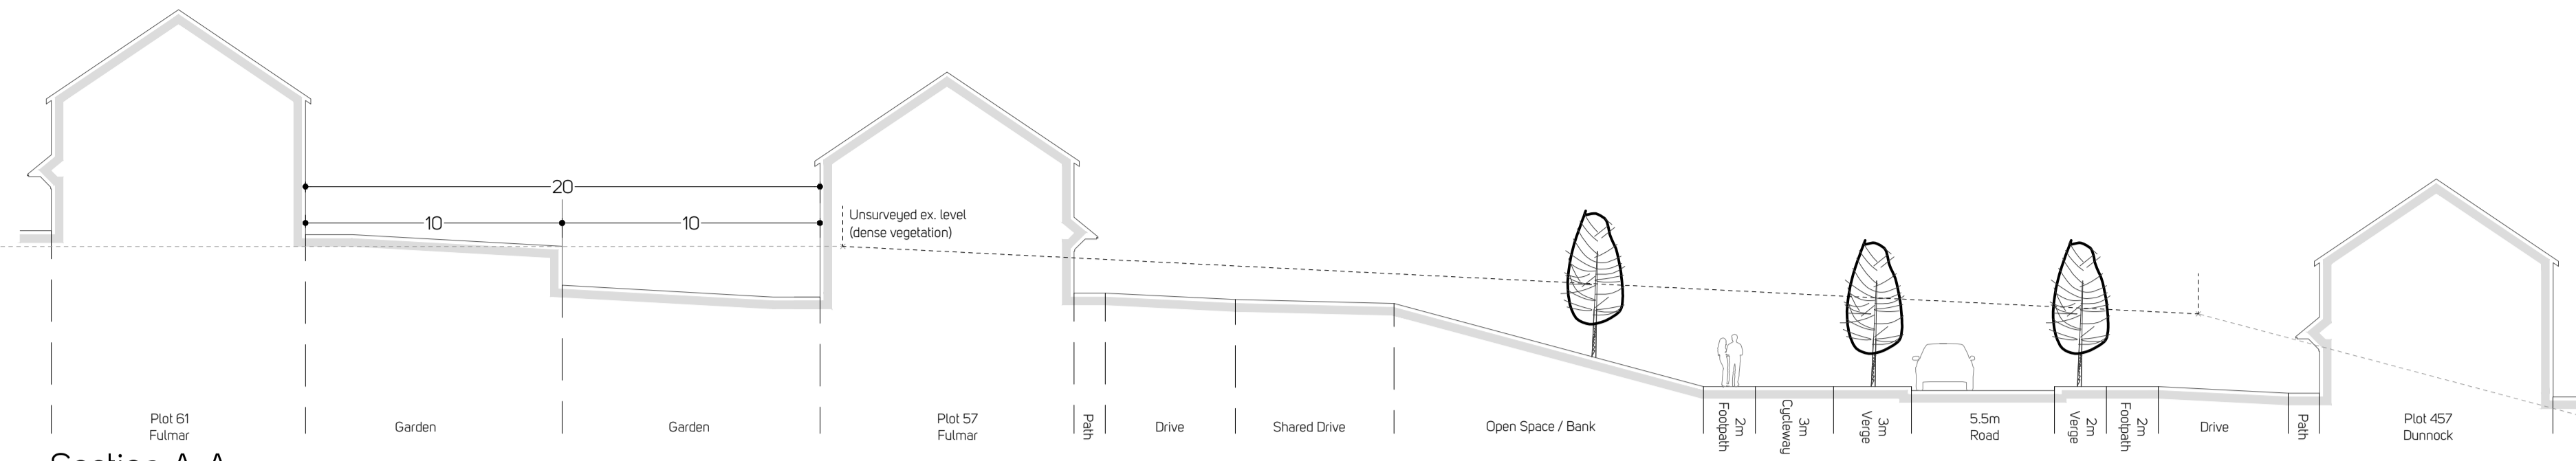 20
10
10
Unsurveyed ex. level
(dense vegetation)
Plot 61
Fulmar
Garden
Garden
Plot 57
Fulmar
Path
Drive
Shared Drive
Open Space / Bank
2m
Footpath
3m
Cycleway
3m
Verge
5.5m
Road
2m
Verge
2m
Footpath
Drive
Path
Plot 457
Dunnock
Section A-A